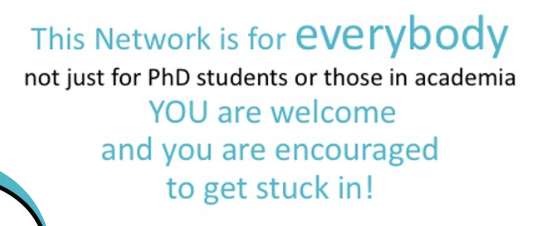 This Network is for everybody
not just for PhD students or those in academia
YOU are welcome
and you are encouraged
to get stuck in!